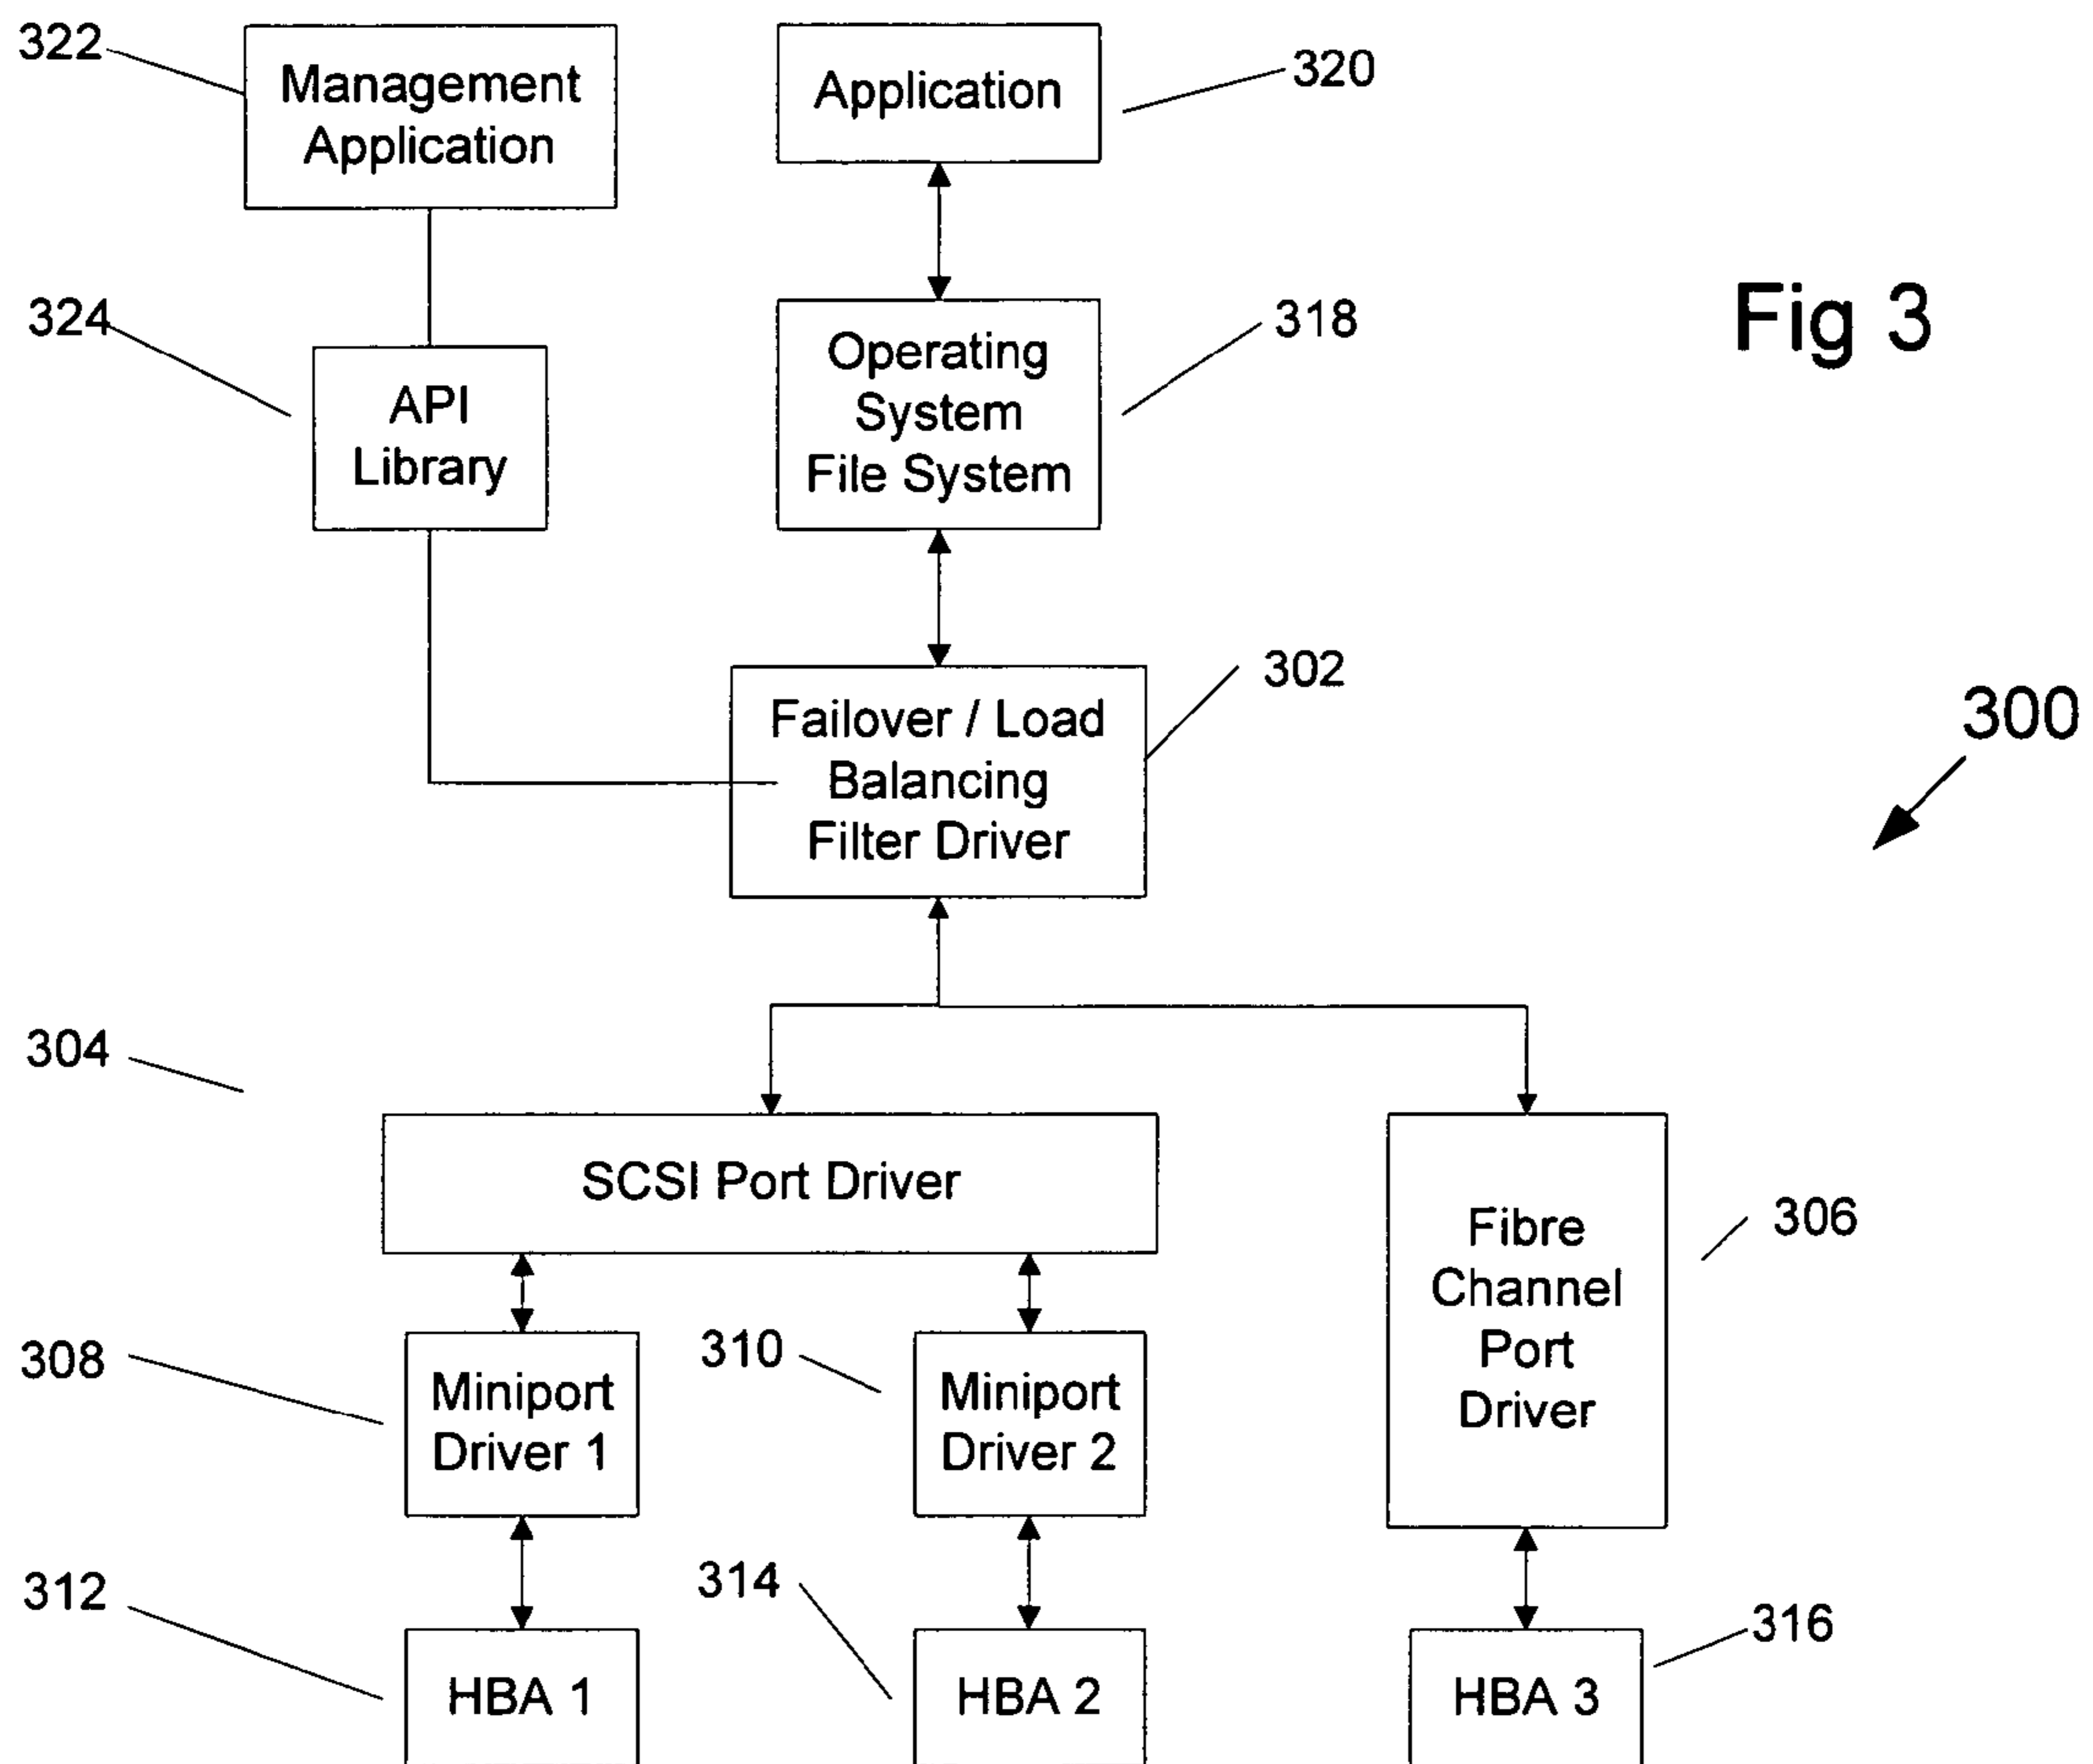 322
Management
Application
Application
320
324
API
Library
Operating
System
File System
318
Fig 3
Failover / Load
Balancing
Filter Driver
302
300
304
SCSI Port Driver
Fibre
Channel
Port
Driver
306
308
Miniport
Driver 1
310
Miniport
Driver 2
312
HBA 1
314
HBA 2
HBA 3
316